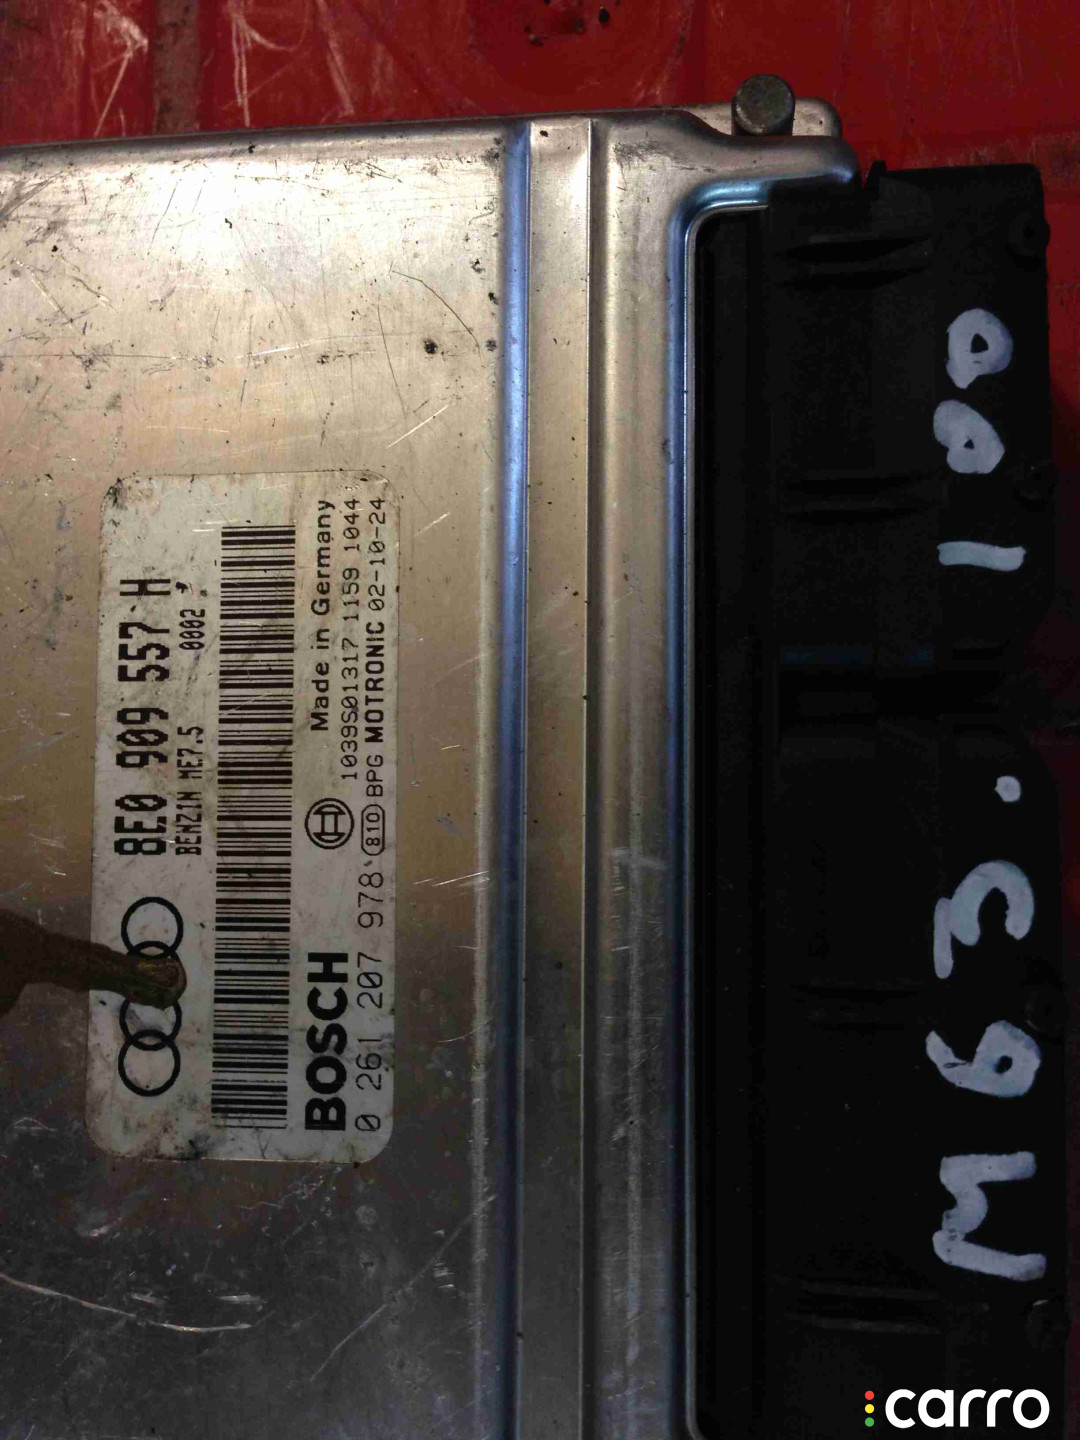 8E0 909 557 H
BENZIN ME7.5 0002
Made in Germany
BOSCH
1039S01317 1159 1044
0 261 207 978 81D BPG MOTRONIC 02-10-24
M63.100
carro